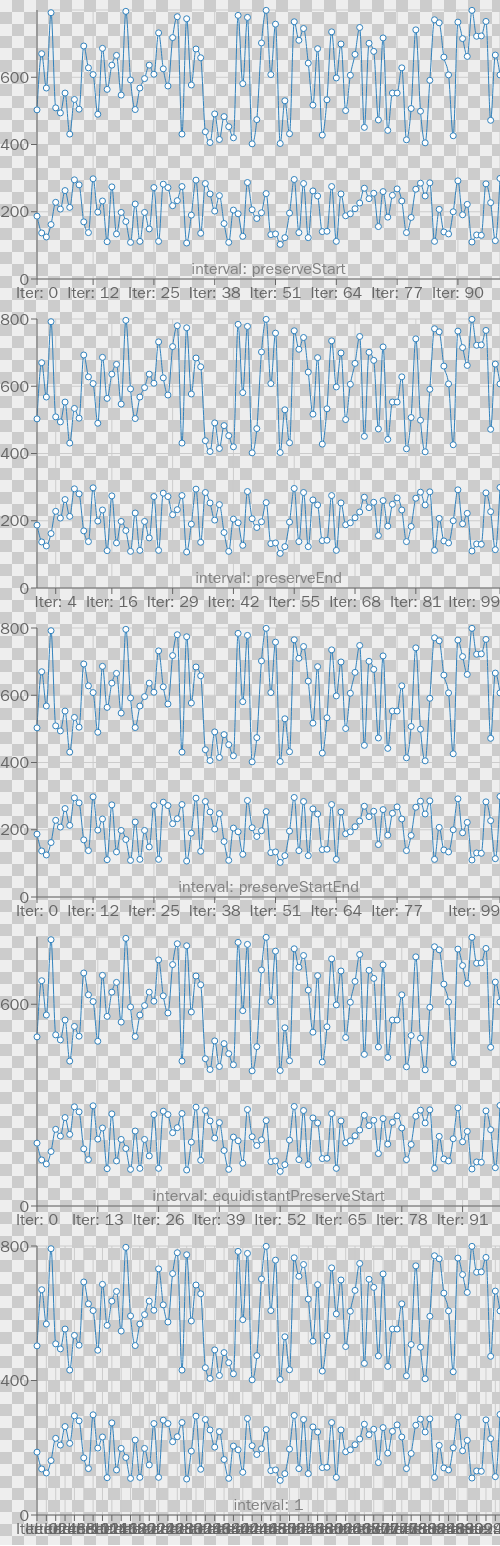 600
400
200
0
interval: preserveStart
Iter: 0 Iter: 12 Iter: 25 Iter: 38 Iter: 51 Iter: 64 Iter: 77 Iter: 90
800
600
400
200
0
interval: preserveEnd
Iter: 4 Iter: 16 Iter: 29 Iter: 42 Iter: 55 Iter: 68 Iter: 81 Iter: 99
800
600
400
200
0
interval: preserveStartEnd
Iter: 0 Iter: 12 Iter: 25 Iter: 38 Iter: 51 Iter: 64 Iter: 77 Iter: 99
600
0
interval: equidistantPreserveStart
Iter: 0 Iter: 13 Iter: 26 Iter: 39 Iter: 52 Iter: 65 Iter: 78 Iter: 91
800
400
0
interval: 1